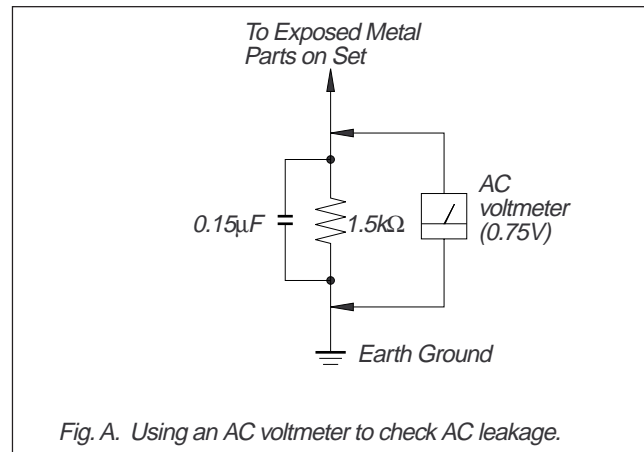 To Exposed Metal
Parts on Set
0.15µF
1.5kΩ
AC
voltmeter
(0.75V)
Earth Ground
Fig. A. Using an AC voltmeter to check AC leakage.